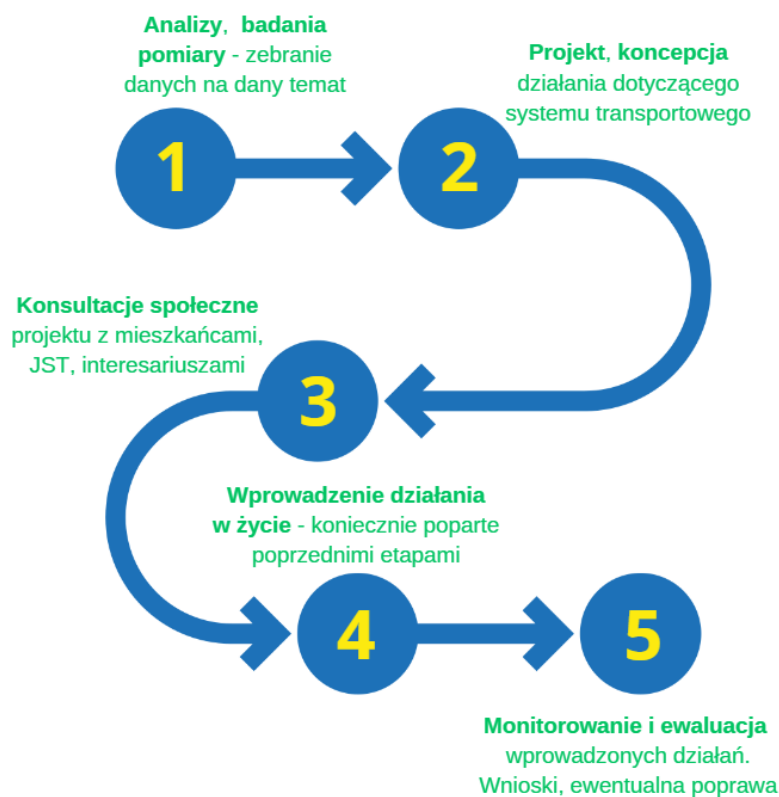 Analizy, badania
pomiary - zebranie
danych na dany temat
1
Projekt, koncepcja
działania dotyczącego
systemu transportowego
2
Konsultacje społeczne
projektu z mieszkańcami,
JST, interesariuszami
3
Wprowadzenie działania
w życie - koniecznie poparte
poprzednimi etapami
4
5
Monitorowanie i ewaluacja
wprowadzonych działań.
Wnioski, ewentualna poprawa